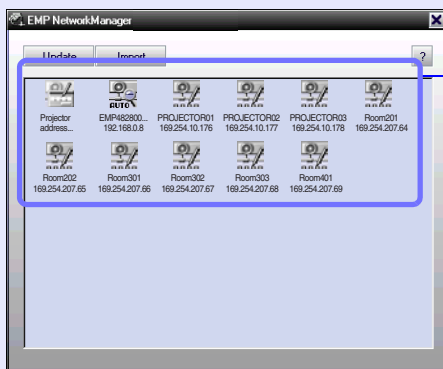 EMP NetworkManager
Update Import ?
Projector address...
EMP482800... 192.168.0.8
AUTO
PROJECTOR01 169.254.10.176
PROJECTOR02 169.254.10.177
PROJECTOR03 169.254.10.178
Room201 169.254.207.64
Room202 169.254.207.65
Room301 169.254.207.66
Room302 169.254.207.67
Room303 169.254.207.68
Room401 169.254.207.69